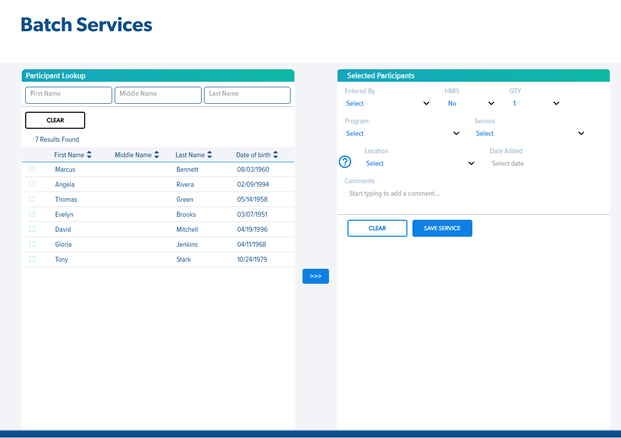 Batch Services
Participant Lookup
First Name Middle Name Last Name
CLEAR
7 Results Found
First Name Middle Name Last Name Date of birth
Marcus Bennett 08/03/1960
Angela Rivera 02/09/1994
Thomas Green 05/14/1958
Evelyn Brooks 03/07/1951
David Mitchell 04/19/1996
Gloria Jenkins 04/11/1968
Tony Stark 10/24/1979
>>>
Selected Participants
Entered By HMIS QTY
Select No 1
Program Service
Select Select
Location Date Added
? Select Select date
Comments
Start typing to add a comment...
CLEAR SAVE SERVICE